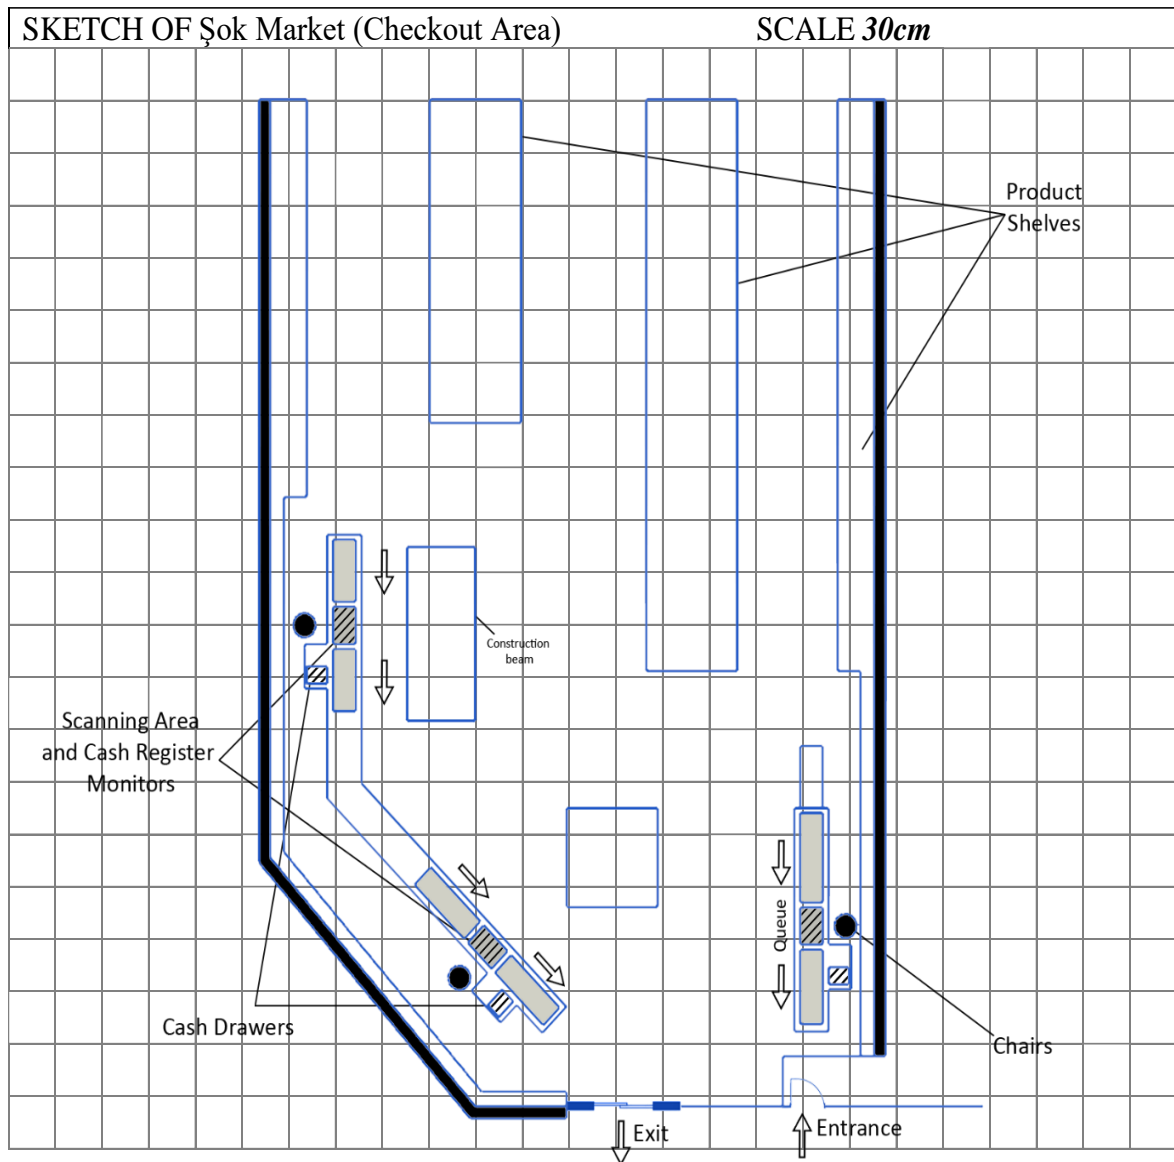 SKETCH OF Şok Market (Checkout Area) SCALE 30cm
Product
Shelves
Construction
beam
Scanning Area
and Cash Register
Monitors
Queue
Cash Drawers
Chairs
Exit
Entrance